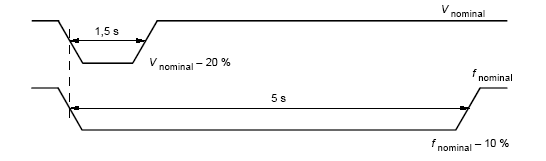 V nominal
1,5 s
V nominal – 20 %
f nominal
5 s
f nominal – 10 %